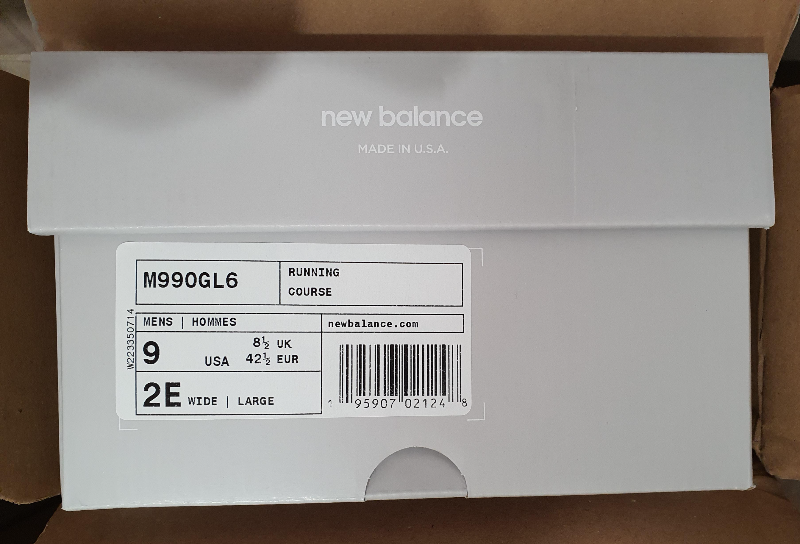 new balance
MADE IN U.S.A.
M990GL6
RUNNING
COURSE
W223350714
MENS | HOMMES
newbalance.com
9 USA 8½ UK
42½ EUR
2E WIDE | LARGE
1 95907 02124 8